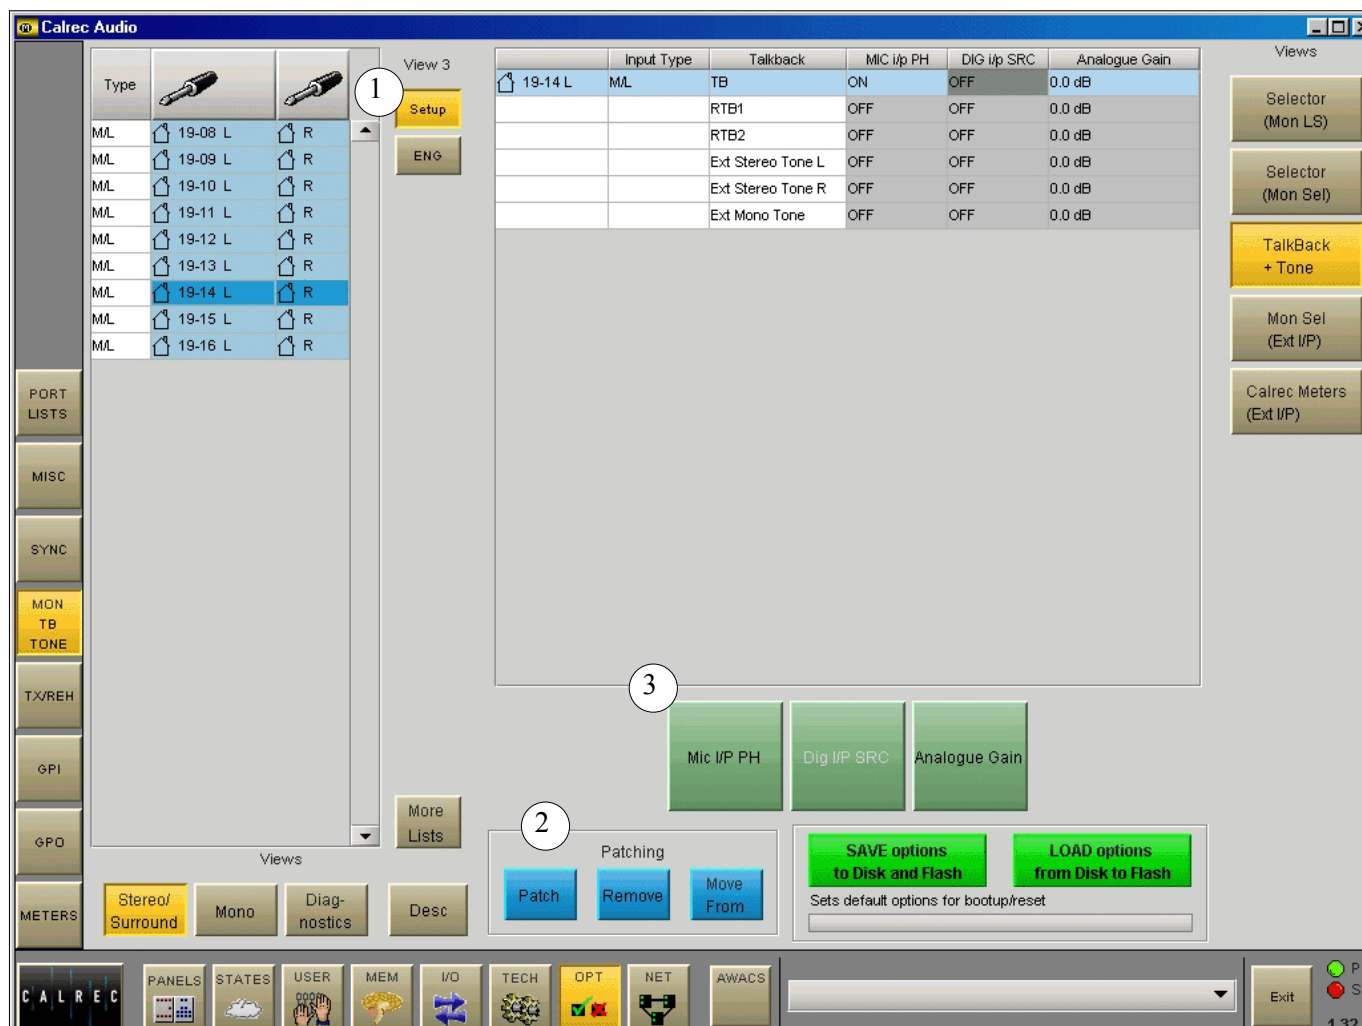 Calrec Audio
Type
M/L 19-08 L R
M/L 19-09 L R
M/L 19-10 L R
M/L 19-11 L R
M/L 19-12 L R
M/L 19-13 L R
M/L 19-14 L R
M/L 19-15 L R
M/L 19-16 L R
1
View 3
Setup
ENG
Input Type Talkback MIC i/p PH DIG i/p SRC Analogue Gain
19-14 L M/L TB ON OFF 0.0 dB
RTB1 OFF OFF 0.0 dB
RTB2 OFF OFF 0.0 dB
Ext Stereo Tone L OFF OFF 0.0 dB
Ext Stereo Tone R OFF OFF 0.0 dB
Ext Mono Tone OFF OFF 0.0 dB
Views
Selector
(Mon LS)
Selector
(Mon Sel)
TalkBack
+ Tone
Mon Sel
(Ext I/P)
Calrec Meters
(Ext I/P)
PORT
LISTS
MISC
SYNC
MON
TB
TONE
TX/REH
GPI
GPO
METERS
3
Mic I/P PH
Dig I/P SRC
Analogue Gain
More
Lists
Views
Stereo/
Surround
Mono
Diag-
nostics
Desc
2
Patching
Patch
Remove
Move
From
SAVE options
to Disk and Flash
LOAD options
from Disk to Flash
Sets default options for bootup/reset
CALREC
PANELS
STATES
USER
MEM
I/O
TECH
OPT
NET
AWACS
Exit
P
S
1.32